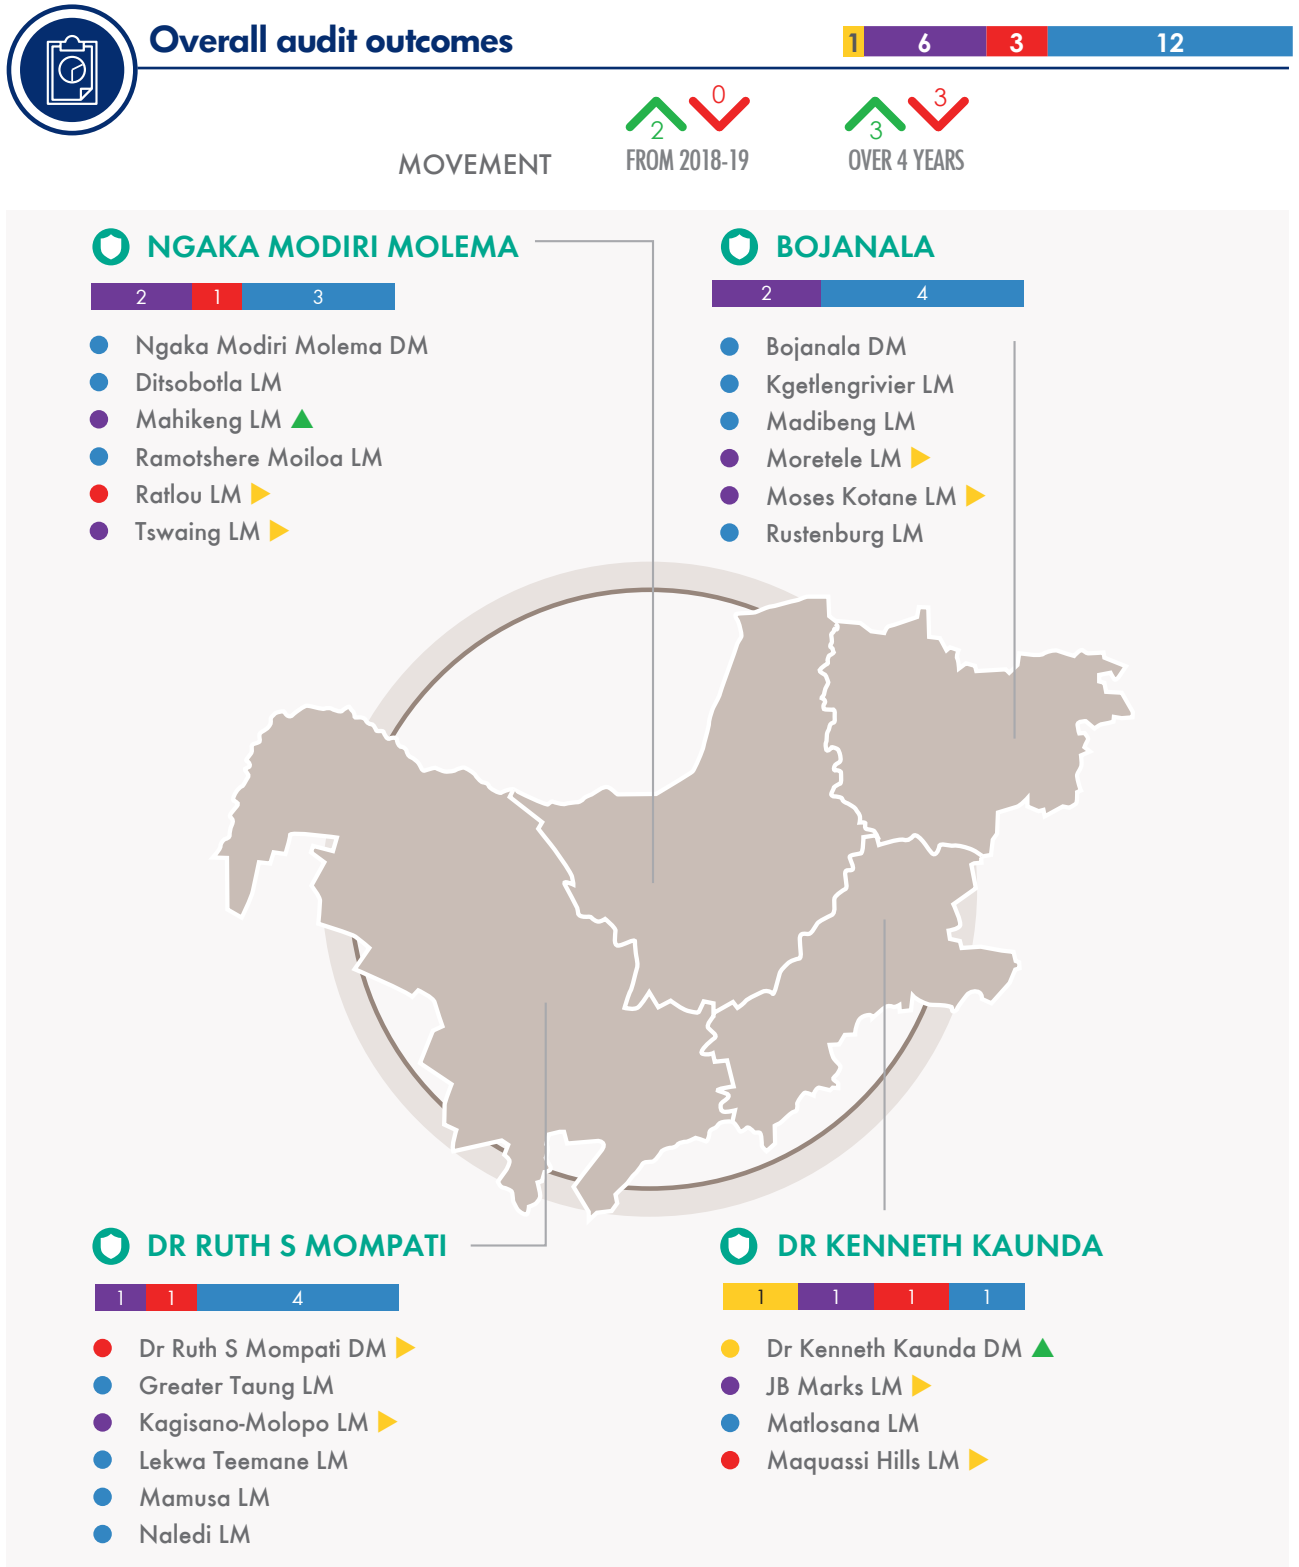 Overall audit outcomes
1 6 3 12
2 0 3 3
MOVEMENT FROM 2018-19 OVER 4 YEARS
NGAKA MODIRI MOLEMA
2 1 3
Ngaka Modiri Molema DM
Ditsobotla LM
Mahikeng LM
Ramotshere Moiloa LM
Ratlou LM
Tswaing LM
BOJANALA
2 4
Bojanala DM
Kgetlengrivier LM
Madibeng LM
Moretele LM
Moses Kotane LM
Rustenburg LM
DR RUTH S MOMPATI
1 1 4
Dr Ruth S Mompati DM
Greater Taung LM
Kagisano-Molopo LM
Lekwa Teemane LM
Mamusa LM
Naledi LM
DR KENNETH KAUNDA
1 1 1 1
Dr Kenneth Kaunda DM
JB Marks LM
Matlosana LM
Maquassi Hills LM